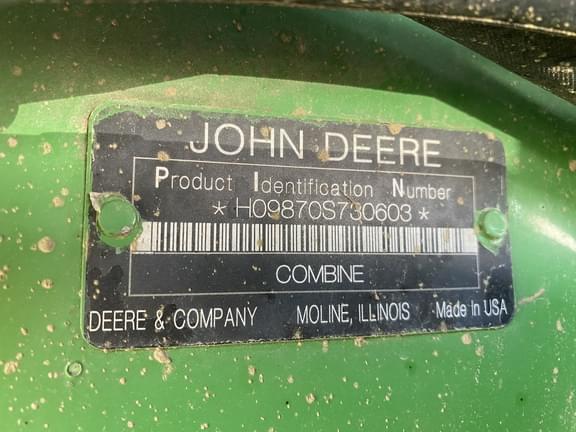 JOHN DEERE
Product Identification Number
* H09870S730603 *
COMBINE
DEERE & COMPANY MOLINE, ILLINOIS Made in USA